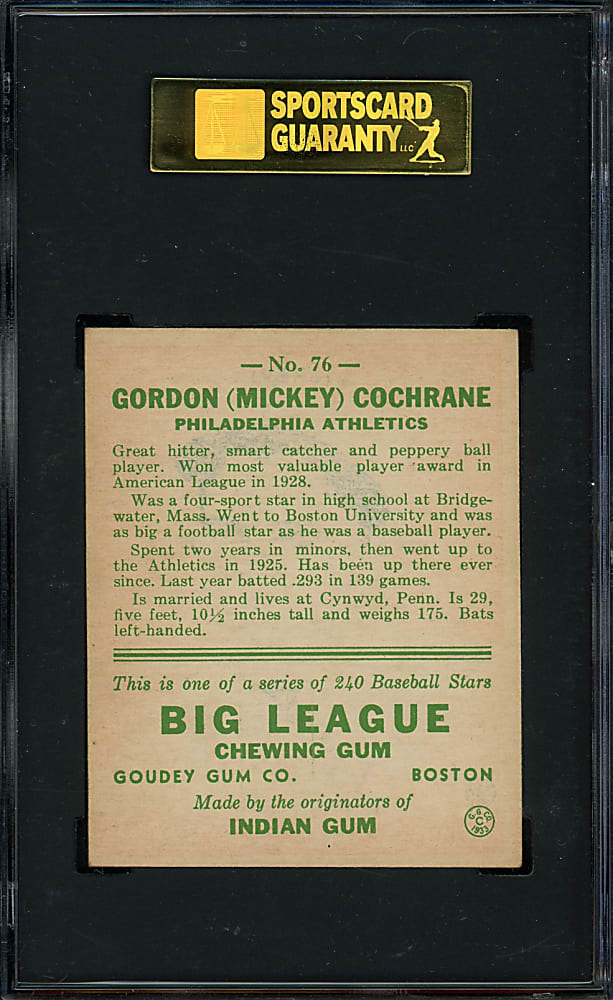 SPORTSCARD
GUARANTY LLC
— No. 76 —
GORDON (MICKEY) COCHRANE
PHILADELPHIA ATHLETICS
Great hitter, smart catcher and peppery ball
player. Won most valuable player award in
American League in 1928.
Was a four-sport star in high school at Bridge-
water, Mass. Went to Boston University and was
as big a football star as he was a baseball player.
Spent two years in minors, then went up to
the Athletics in 1925. Has been up there ever
since. Last year batted .293 in 139 games.
Is married and lives at Cynwyd, Penn. Is 29,
five feet, 10½ inches tall and weighs 175. Bats
left-handed.
This is one of a series of 240 Baseball Stars
BIG LEAGUE
CHEWING GUM
GOUDEY GUM CO. BOSTON
Made by the originators of
INDIAN GUM
G. G. CO.
C
1933